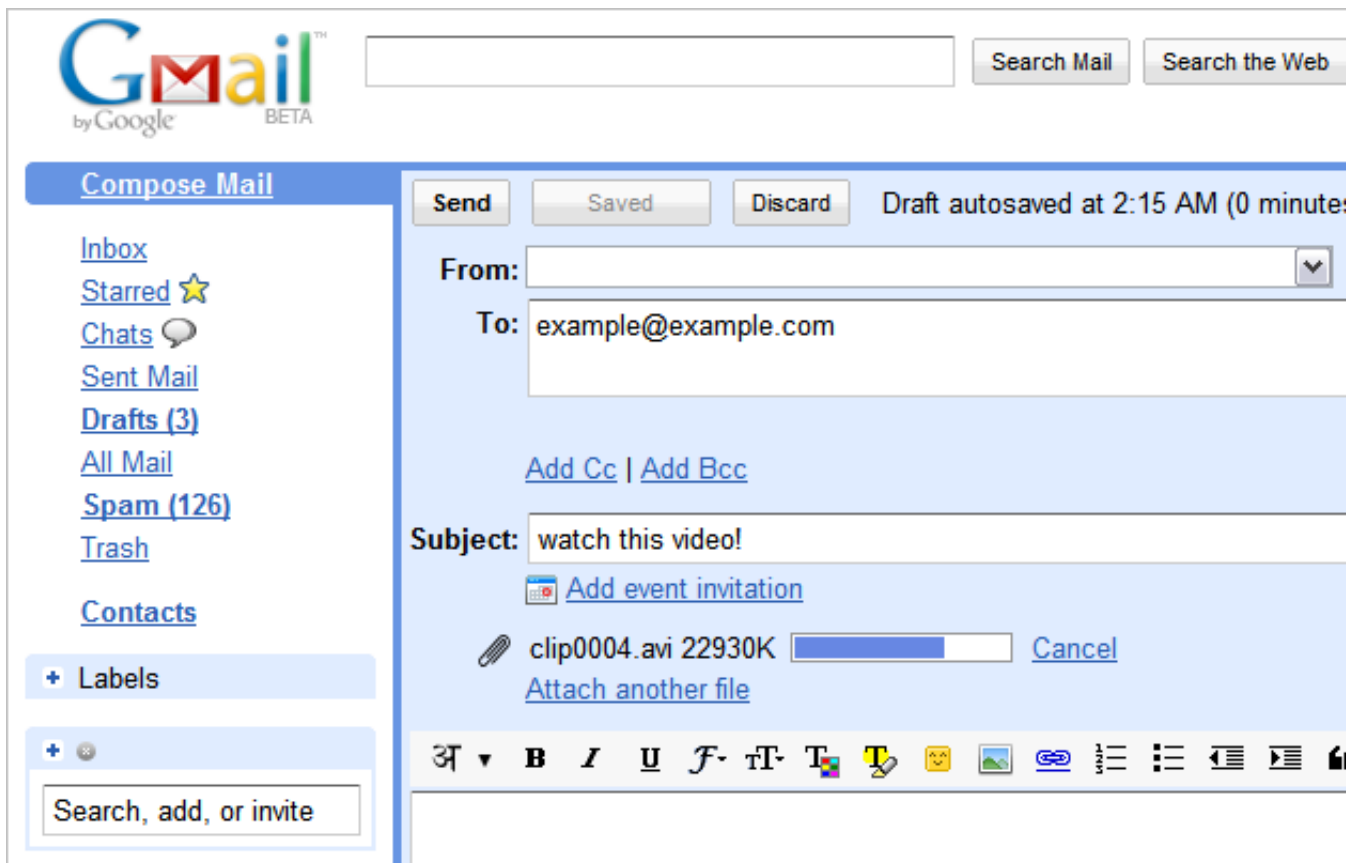 Gmail™
by Google BETA
Search Mail Search the Web
Compose Mail
Send Saved Discard Draft autosaved at 2:15 AM (0 minutes
Inbox
Starred
Chats
Sent Mail
Drafts (3)
All Mail
Spam (126)
Trash
Contacts
Labels
Search, add, or invite
From:
To: example@example.com
Add Cc | Add Bcc
Subject: watch this video!
Add event invitation
clip0004.avi 22930K Cancel
Attach another file
अ B I U F TT T T